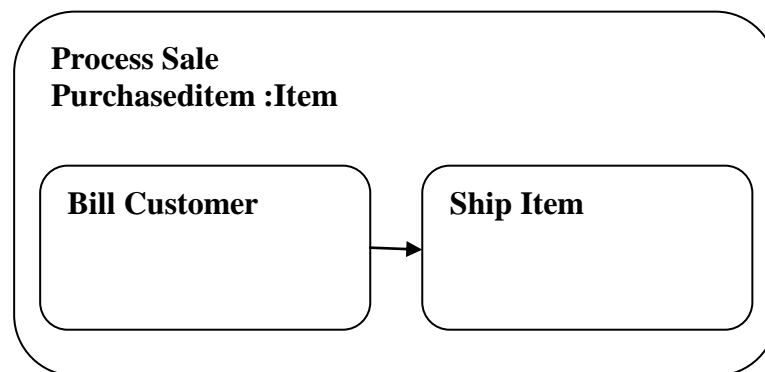 Process Sale
Purchaseditem :Item
Bill Customer
Ship Item